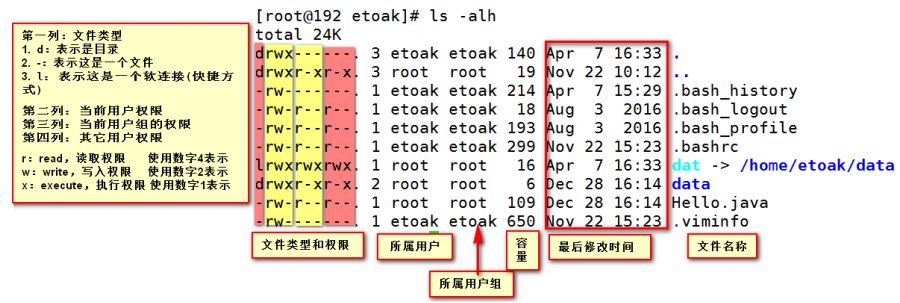 [root@192 etoak]# ls -alh
total 24K
drwx------. 3 etoak etoak 140 Apr  7 16:33 .
drwxr-xr-x. 3 root  root   19 Nov 22 10:12 ..
-rw-------. 1 etoak etoak 214 Apr  7 15:29 .bash_history
-rw-r--r--. 1 etoak etoak  18 Aug  3  2016 .bash_logout
-rw-r--r--. 1 etoak etoak 193 Aug  3  2016 .bash_profile
-rw-r--r--. 1 etoak etoak 299 Nov 22 15:23 .bashrc
lrwxrwxrwx. 1 root  root   16 Apr  7 16:33 dat -> /home/etoak/data
drwxr-xr-x. 2 root  root    6 Dec 28 16:14 data
-rw-r--r--. 1 root  root  109 Dec 28 16:14 Hello.java
-rw-------. 1 etoak etoak 650 Nov 22 15:23 .viminfo
第一列：文件类型
1. d：表示是目录
2. -：表示这是一个文件
3. l：表示这是一个软连接(快捷方
式)
第二列：当前用户权限
第三列：当前用户组的权限
第四列：其它用户权限
r：read，读取权限 使用数字4表示
w：write，写入权限 使用数字2表示
x：execute，执行权限 使用数字1表示
文件类型和权限
所属用户
所属用户组
容
量
最后修改时间
文件名称